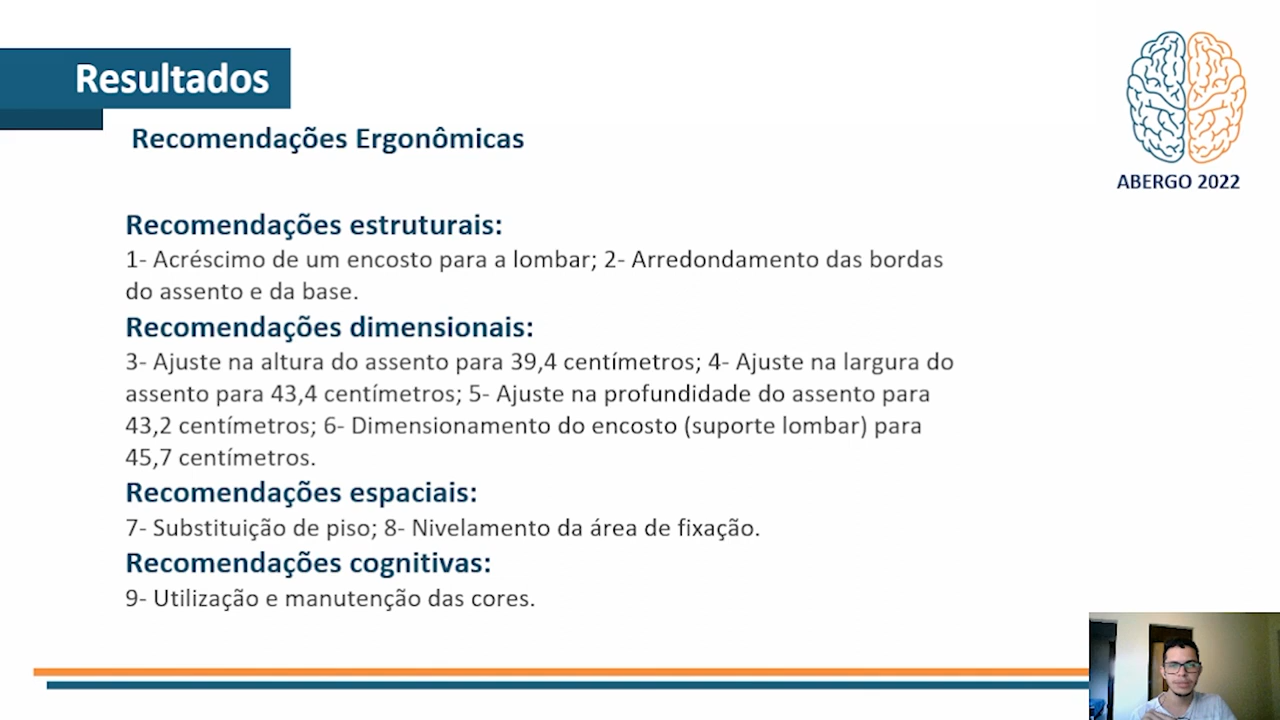 Resultados
ABERGO 2022
Recomendações Ergonômicas
Recomendações estruturais:
1- Acréscimo de um encosto para a lombar; 2- Arredondamento das bordas
do assento e da base.
Recomendações dimensionais:
3- Ajuste na altura do assento para 39,4 centímetros; 4- Ajuste na largura do
assento para 43,4 centímetros; 5- Ajuste na profundidade do assento para
43,2 centímetros; 6- Dimensionamento do encosto (suporte lombar) para
45,7 centímetros.
Recomendações espaciais:
7- Substituição de piso; 8- Nivelamento da área de fixação.
Recomendações cognitivas:
9- Utilização e manutenção das cores.